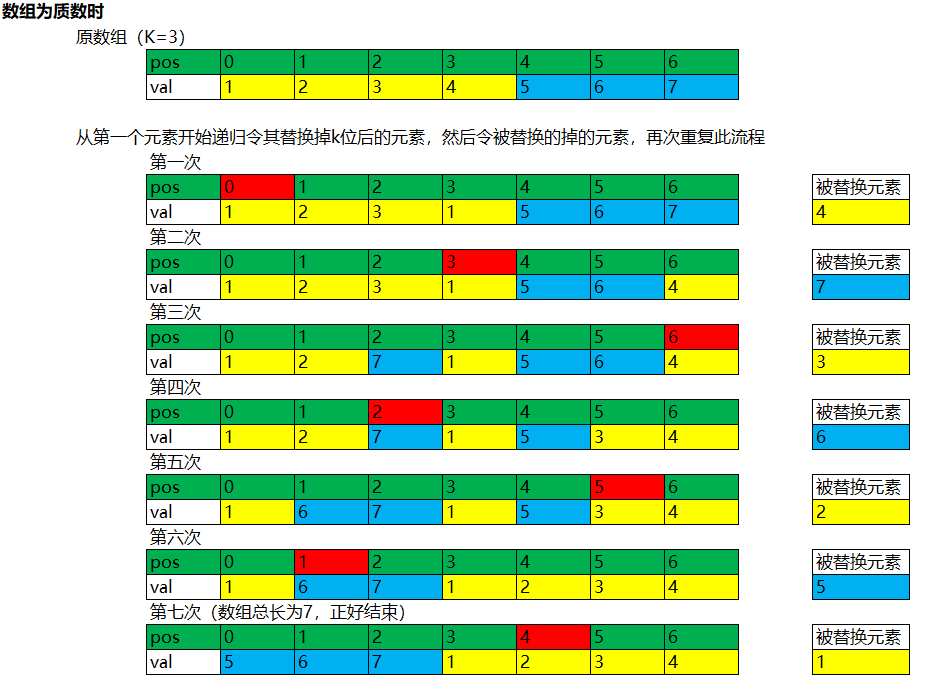 数组为质数时
原数组（K=3）
pos 0 1 2 3 4 5 6
val 1 2 3 4 5 6 7
从第一个元素开始递归令其替换掉k位后的元素，然后令被替换的掉的元素，再次重复此流程
第一次
pos 0 1 2 3 4 5 6 被替换元素
val 1 2 3 1 5 6 7 4
第二次
pos 0 1 2 3 4 5 6 被替换元素
val 1 2 3 1 5 6 4 7
第三次
pos 0 1 2 3 4 5 6 被替换元素
val 1 2 7 1 5 6 4 3
第四次
pos 0 1 2 3 4 5 6 被替换元素
val 1 2 7 1 5 3 4 6
第五次
pos 0 1 2 3 4 5 6 被替换元素
val 1 6 7 1 5 3 4 2
第六次
pos 0 1 2 3 4 5 6 被替换元素
val 1 6 7 1 2 3 4 5
第七次（数组总长为7，正好结束）
pos 0 1 2 3 4 5 6 被替换元素
val 5 6 7 1 2 3 4 1